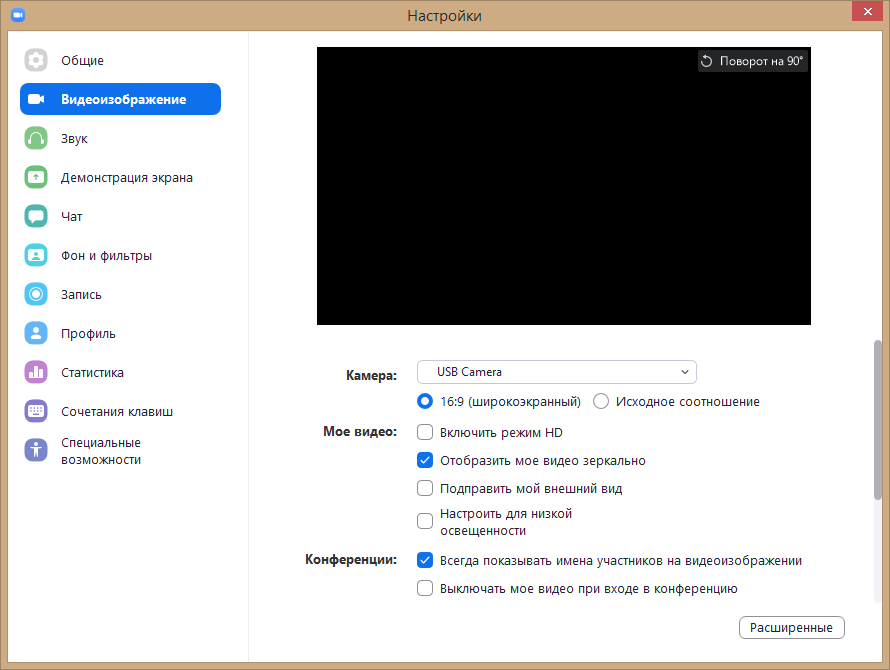 Настройки
Общие
Видеоизображение
Звук
Демонстрация экрана
Чат
Фон и фильтры
Запись
Профиль
Статистика
Сочетания клавиш
Специальные
возможности
Поворот на 90°
Камера:
USB Camera
16:9 (широкоэкранный)
Исходное соотношение
Мое видео:
Включить режим HD
Отобразить мое видео зеркально
Подправить мой внешний вид
Настроить для низкой
освещенности
Конференции:
Всегда показывать имена участников на видеоизображении
Выключать мое видео при входе в конференцию
Расширенные